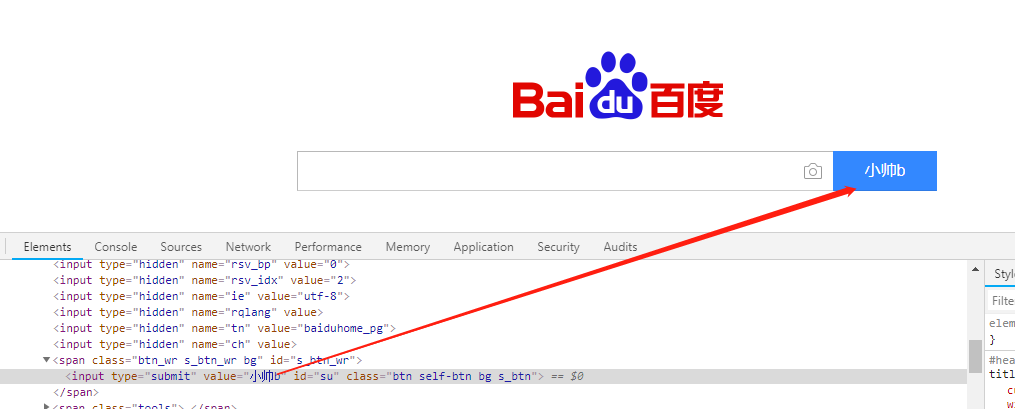 Bai du 百度
小帅b
Elements Console Sources Network Performance Memory Application Security Audits
<input type="hidden" name="rsv_bp" value="0">
<input type="hidden" name="rsv_idx" value="2">
<input type="hidden" name="ie" value="utf-8">
<input type="hidden" name="rqlang" value>
<input type="hidden" name="tn" value="baiduhome_pg">
<input type="hidden" name="ch" value>
<span class="btn_wr s_btn_wr bg" id="s_btn_wr">
<input type="submit" value="小帅b" id="su" class="btn self-btn bg s_btn"> == $0
</span>
<span class="tools"> </span>
Style
Filter
elem
}
#hea
titl
cu